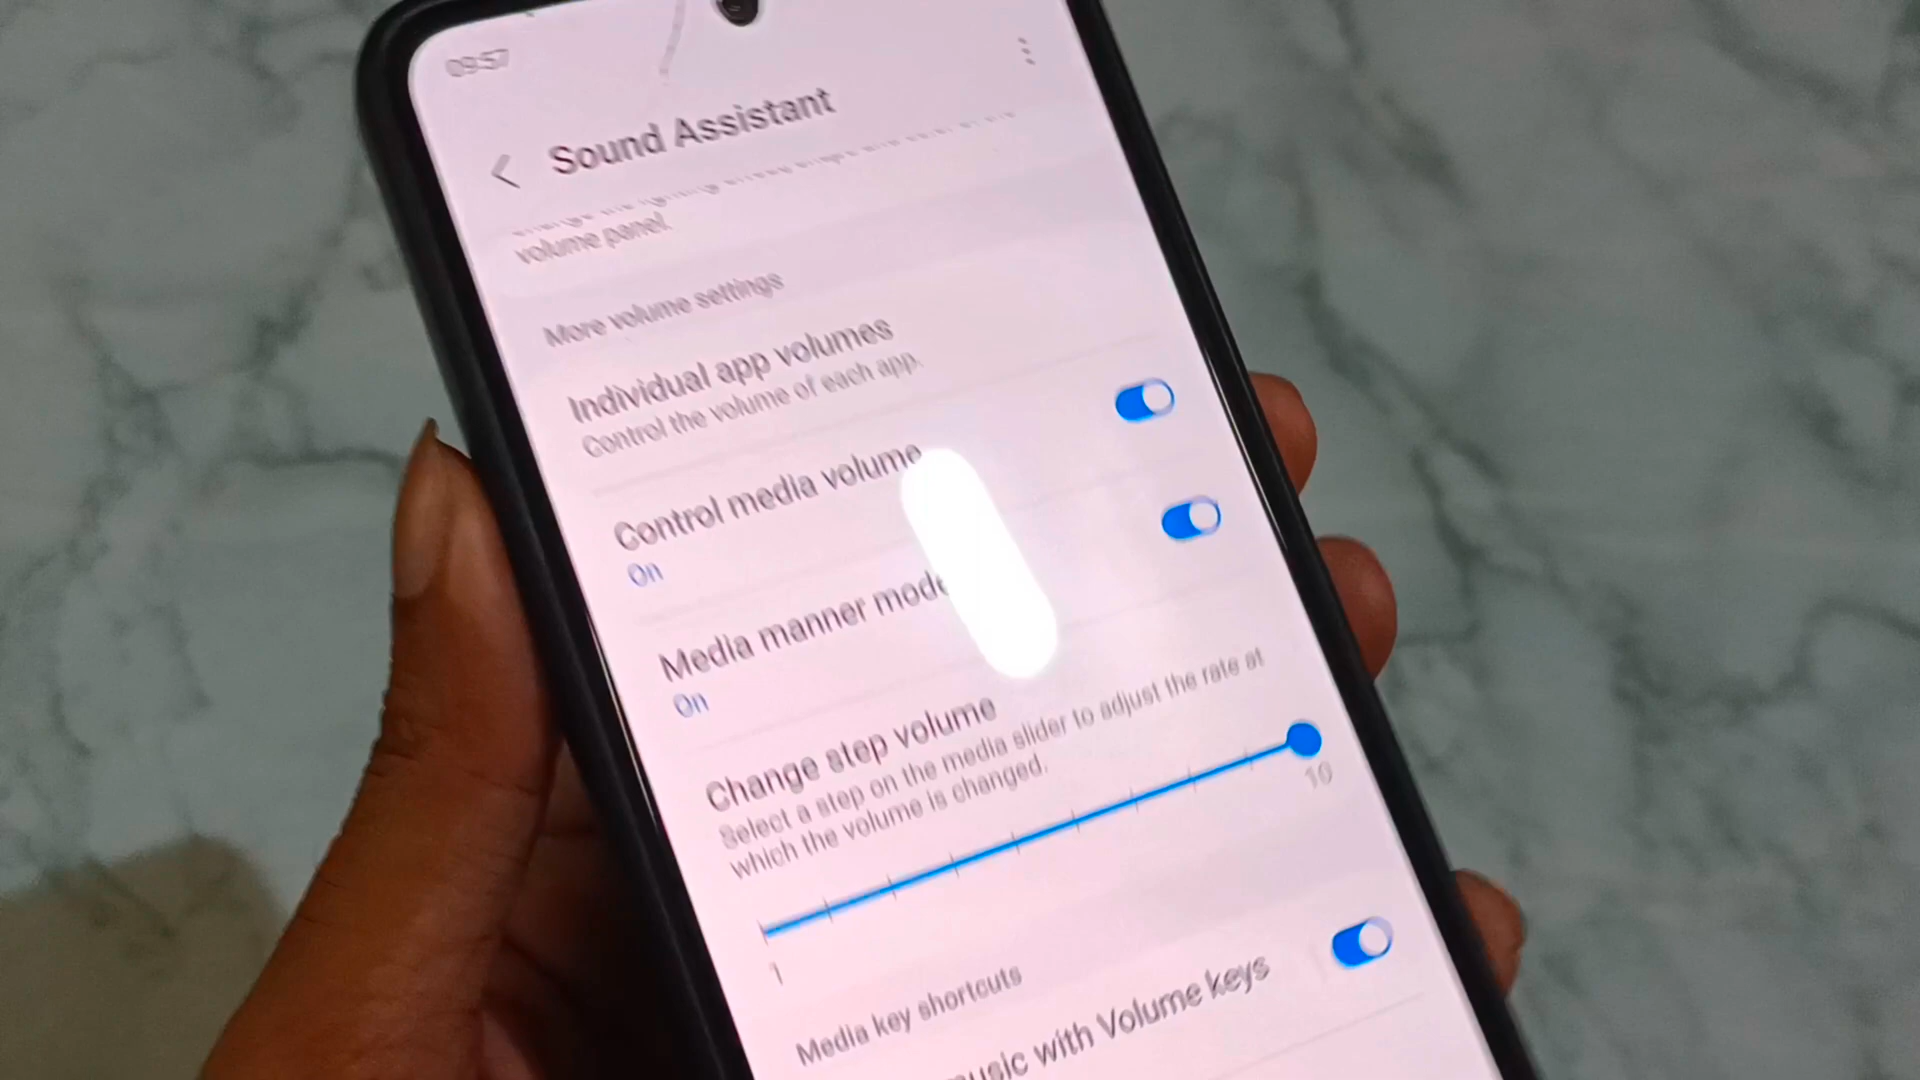 09:57
Sound Assistant
volume panel.
More volume settings
Individual app volumes
Control the volume of each app.
Control media volume
On
Media manner mode
On
Change step volume
Select a step on the media slider to adjust the rate at
which the volume is changed.
1 10
Media key shortcuts
music with Volume keys